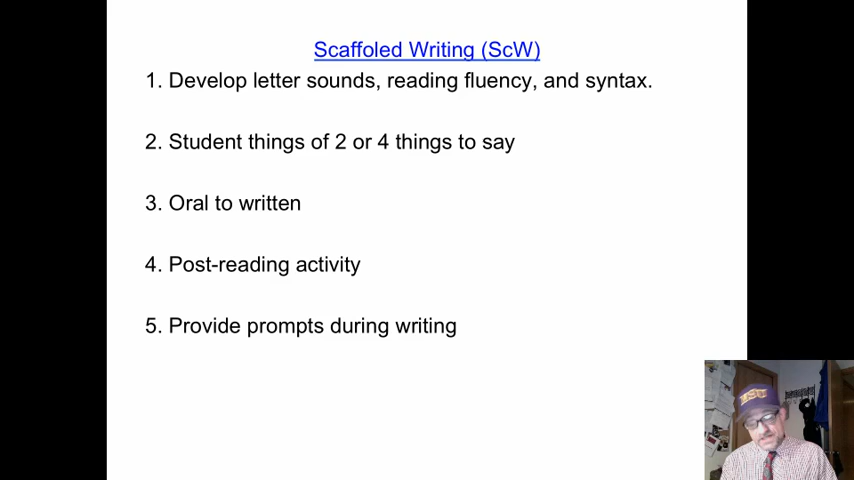 Scaffoled Writing (ScW)
1. Develop letter sounds, reading fluency, and syntax.
2. Student things of 2 or 4 things to say
3. Oral to written
4. Post-reading activity
5. Provide prompts during writing